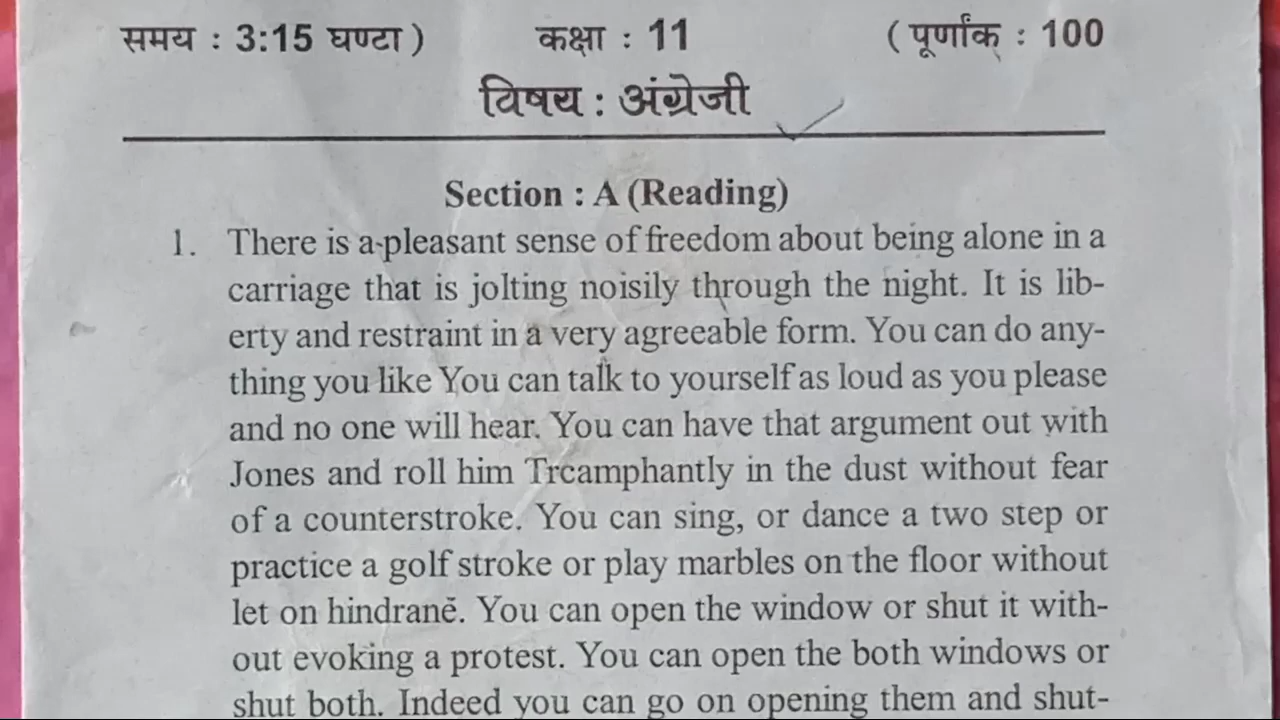 समय : 3:15 घण्टा ) कक्षा : 11 ( पूर्णांक् : 100
विषय : अंग्रेजी
Section : A (Reading)
1. There is a pleasant sense of freedom about being alone in a
carriage that is jolting noisily through the night. It is lib-
erty and restraint in a very agreeable form. You can do any-
thing you like You can talk to yourself as loud as you please
and no one will hear. You can have that argument out with
Jones and roll him Trcamphantly in the dust without fear
of a counterstroke. You can sing, or dance a two step or
practice a golf stroke or play marbles on the floor without
let on hindranĕ. You can open the window or shut it with-
out evoking a protest. You can open the both windows or
shut both. Indeed you can go on opening them and shut-